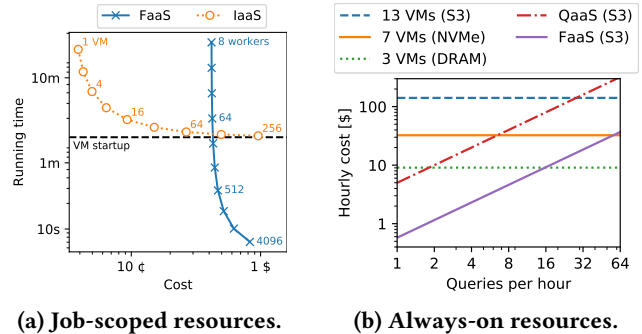 FaaS
IaaS
Running time
10m
1m
10s
1 VM
4
16
64
256
8 workers
64
512
4096
VM startup
10 ¢
1 $
Cost
(a) Job-scoped resources.
13 VMs (S3)
7 VMs (NVMe)
3 VMs (DRAM)
QaaS (S3)
FaaS (S3)
Hourly cost [$]
100
10
1
1 2 4 8 16 32 64
Queries per hour
(b) Always-on resources.